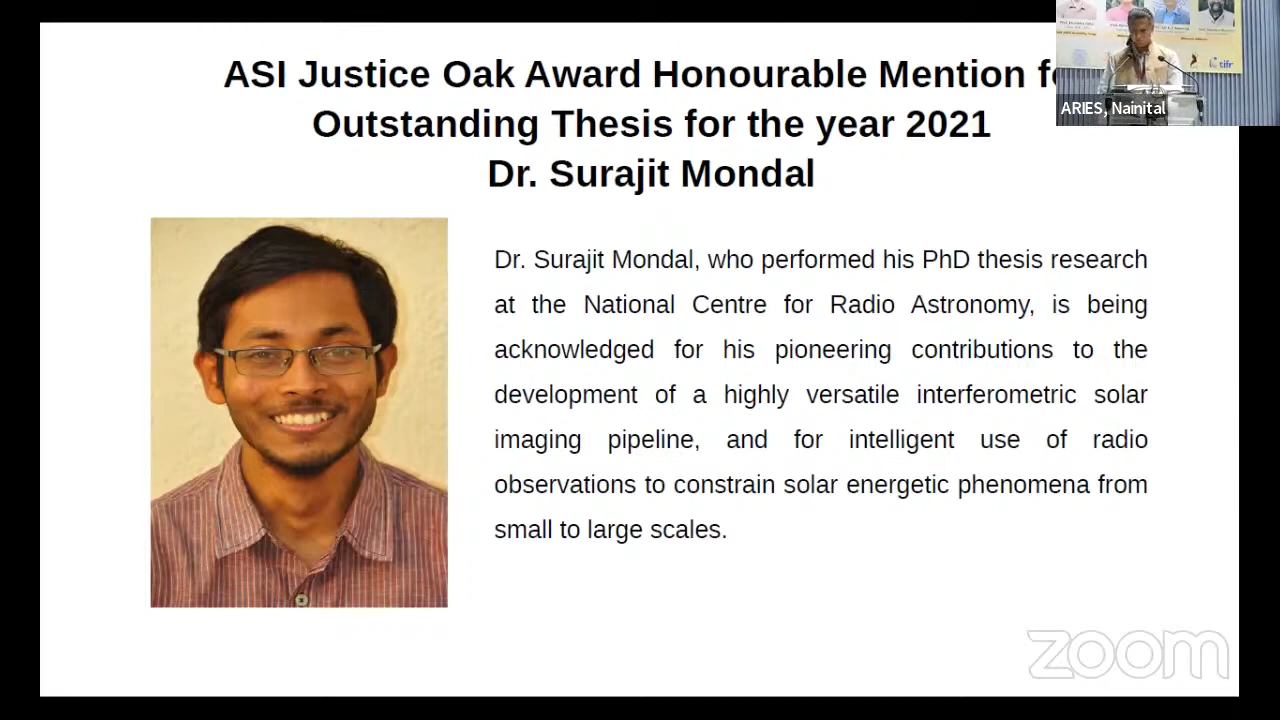 ASI Justice Oak Award Honourable Mention fo
Outstanding Thesis for the year 2021
Dr. Surajit Mondal
ARIES, Nainital
tifr
Dr. Surajit Mondal, who performed his PhD thesis research
at the National Centre for Radio Astronomy, is being
acknowledged for his pioneering contributions to the
development of a highly versatile interferometric solar
imaging pipeline, and for intelligent use of radio
observations to constrain solar energetic phenomena from
small to large scales.
zoom